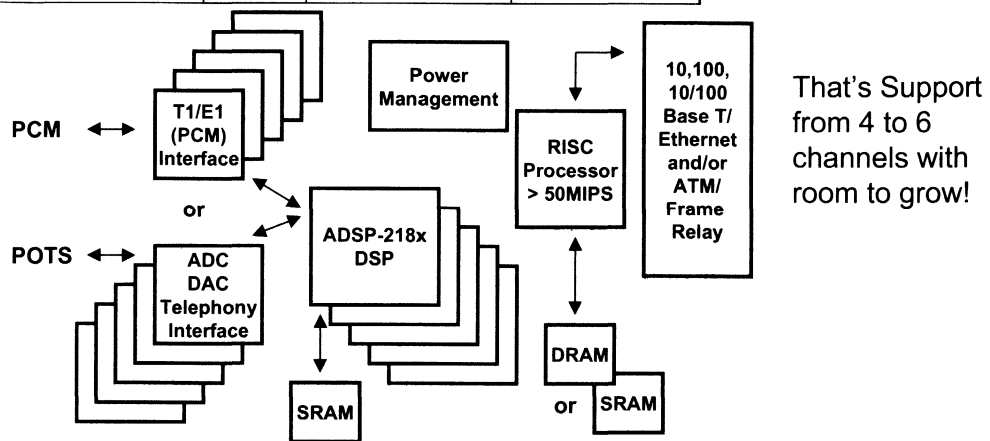 PCM
T1/E1
(PCM)
Interface
or
POTS
ADC
DAC
Telephony
Interface
Power
Management
ADSP-218x
DSP
SRAM
RISC
Processor
> 50MIPS
DRAM
or
SRAM
10,100,
10/100
Base T/
Ethernet
and/or
ATM/
Frame
Relay
That's Support
from 4 to 6
channels with
room to grow!